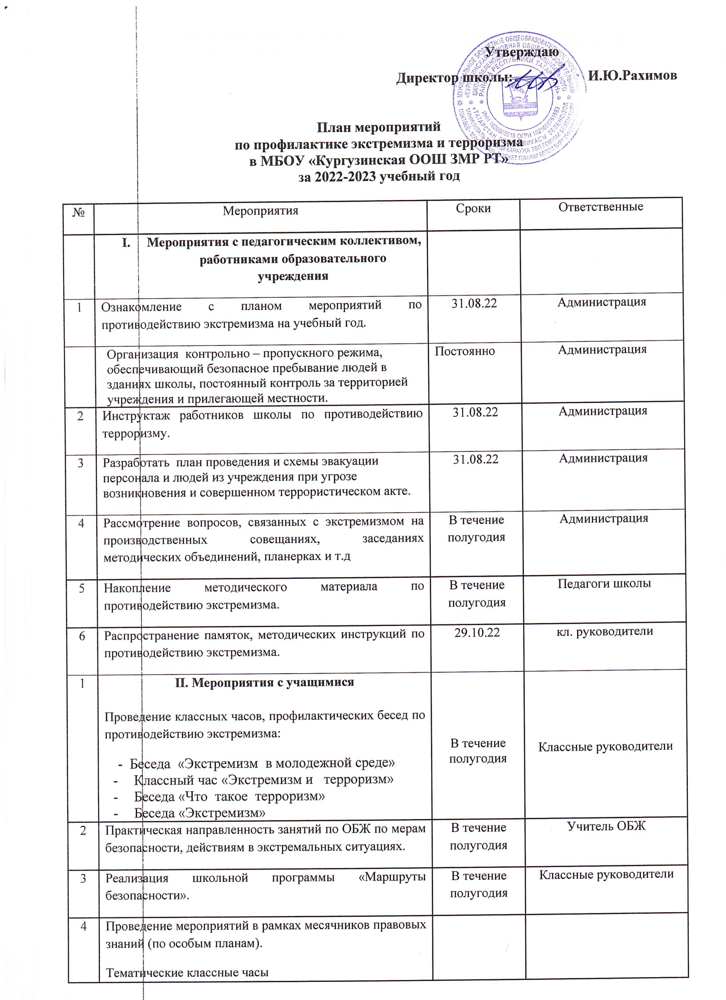 Утверждаю
Директор школы: И.Ю.Рахимов
ИНН 1620005018 ОГРН 1021606761593
План мероприятий
по профилактике экстремизма и терроризма
в МБОУ «Кургузинская ООШ ЗМР РТ»
за 2022-2023 учебный год
№ Мероприятия Сроки Ответственные
I. Мероприятия с педагогическим коллективом,
работниками образовательного
учреждения
1 Ознакомление с планом мероприятий по 31.08.22 Администрация
противодействию экстремизма на учебный год.
Организация контрольно – пропускного режима, Постоянно Администрация
обеспечивающий безопасное пребывание людей в
зданиях школы, постоянный контроль за территорией
учреждения и прилегающей местности.
2 Инструктаж работников школы по противодействию 31.08.22 Администрация
терроризму.
3 Разработать план проведения и схемы эвакуации 31.08.22 Администрация
персонала и людей из учреждения при угрозе
возникновения и совершенном террористическом акте.
4 Рассмотрение вопросов, связанных с экстремизмом на В течение Администрация
производственных совещаниях, заседаниях полугодия
методических объединений, планерках и т.д
5 Накопление методического материала по В течение Педагоги школы
противодействию экстремизма. полугодия
6 Распространение памяток, методических инструкций по 29.10.22 кл. руководители
противодействию экстремизма.
1 II. Мероприятия с учащимися
Проведение классных часов, профилактических бесед по
противодействию экстремизма:
В течение Классные руководители
полугодия
- Беседа «Экстремизм в молодежной среде»
- Классный час «Экстремизм и терроризм»
- Беседа «Что такое терроризм»
- Беседа «Экстремизм»
2 Практическая направленность занятий по ОБЖ по мерам В течение Учитель ОБЖ
безопасности, действиям в экстремальных ситуациях. полугодия
3 Реализация школьной программы «Маршруты В течение Классные руководители
безопасности». полугодия
4 Проведение мероприятий в рамках месячников правовых
знаний (по особым планам).
Тематические классные часы